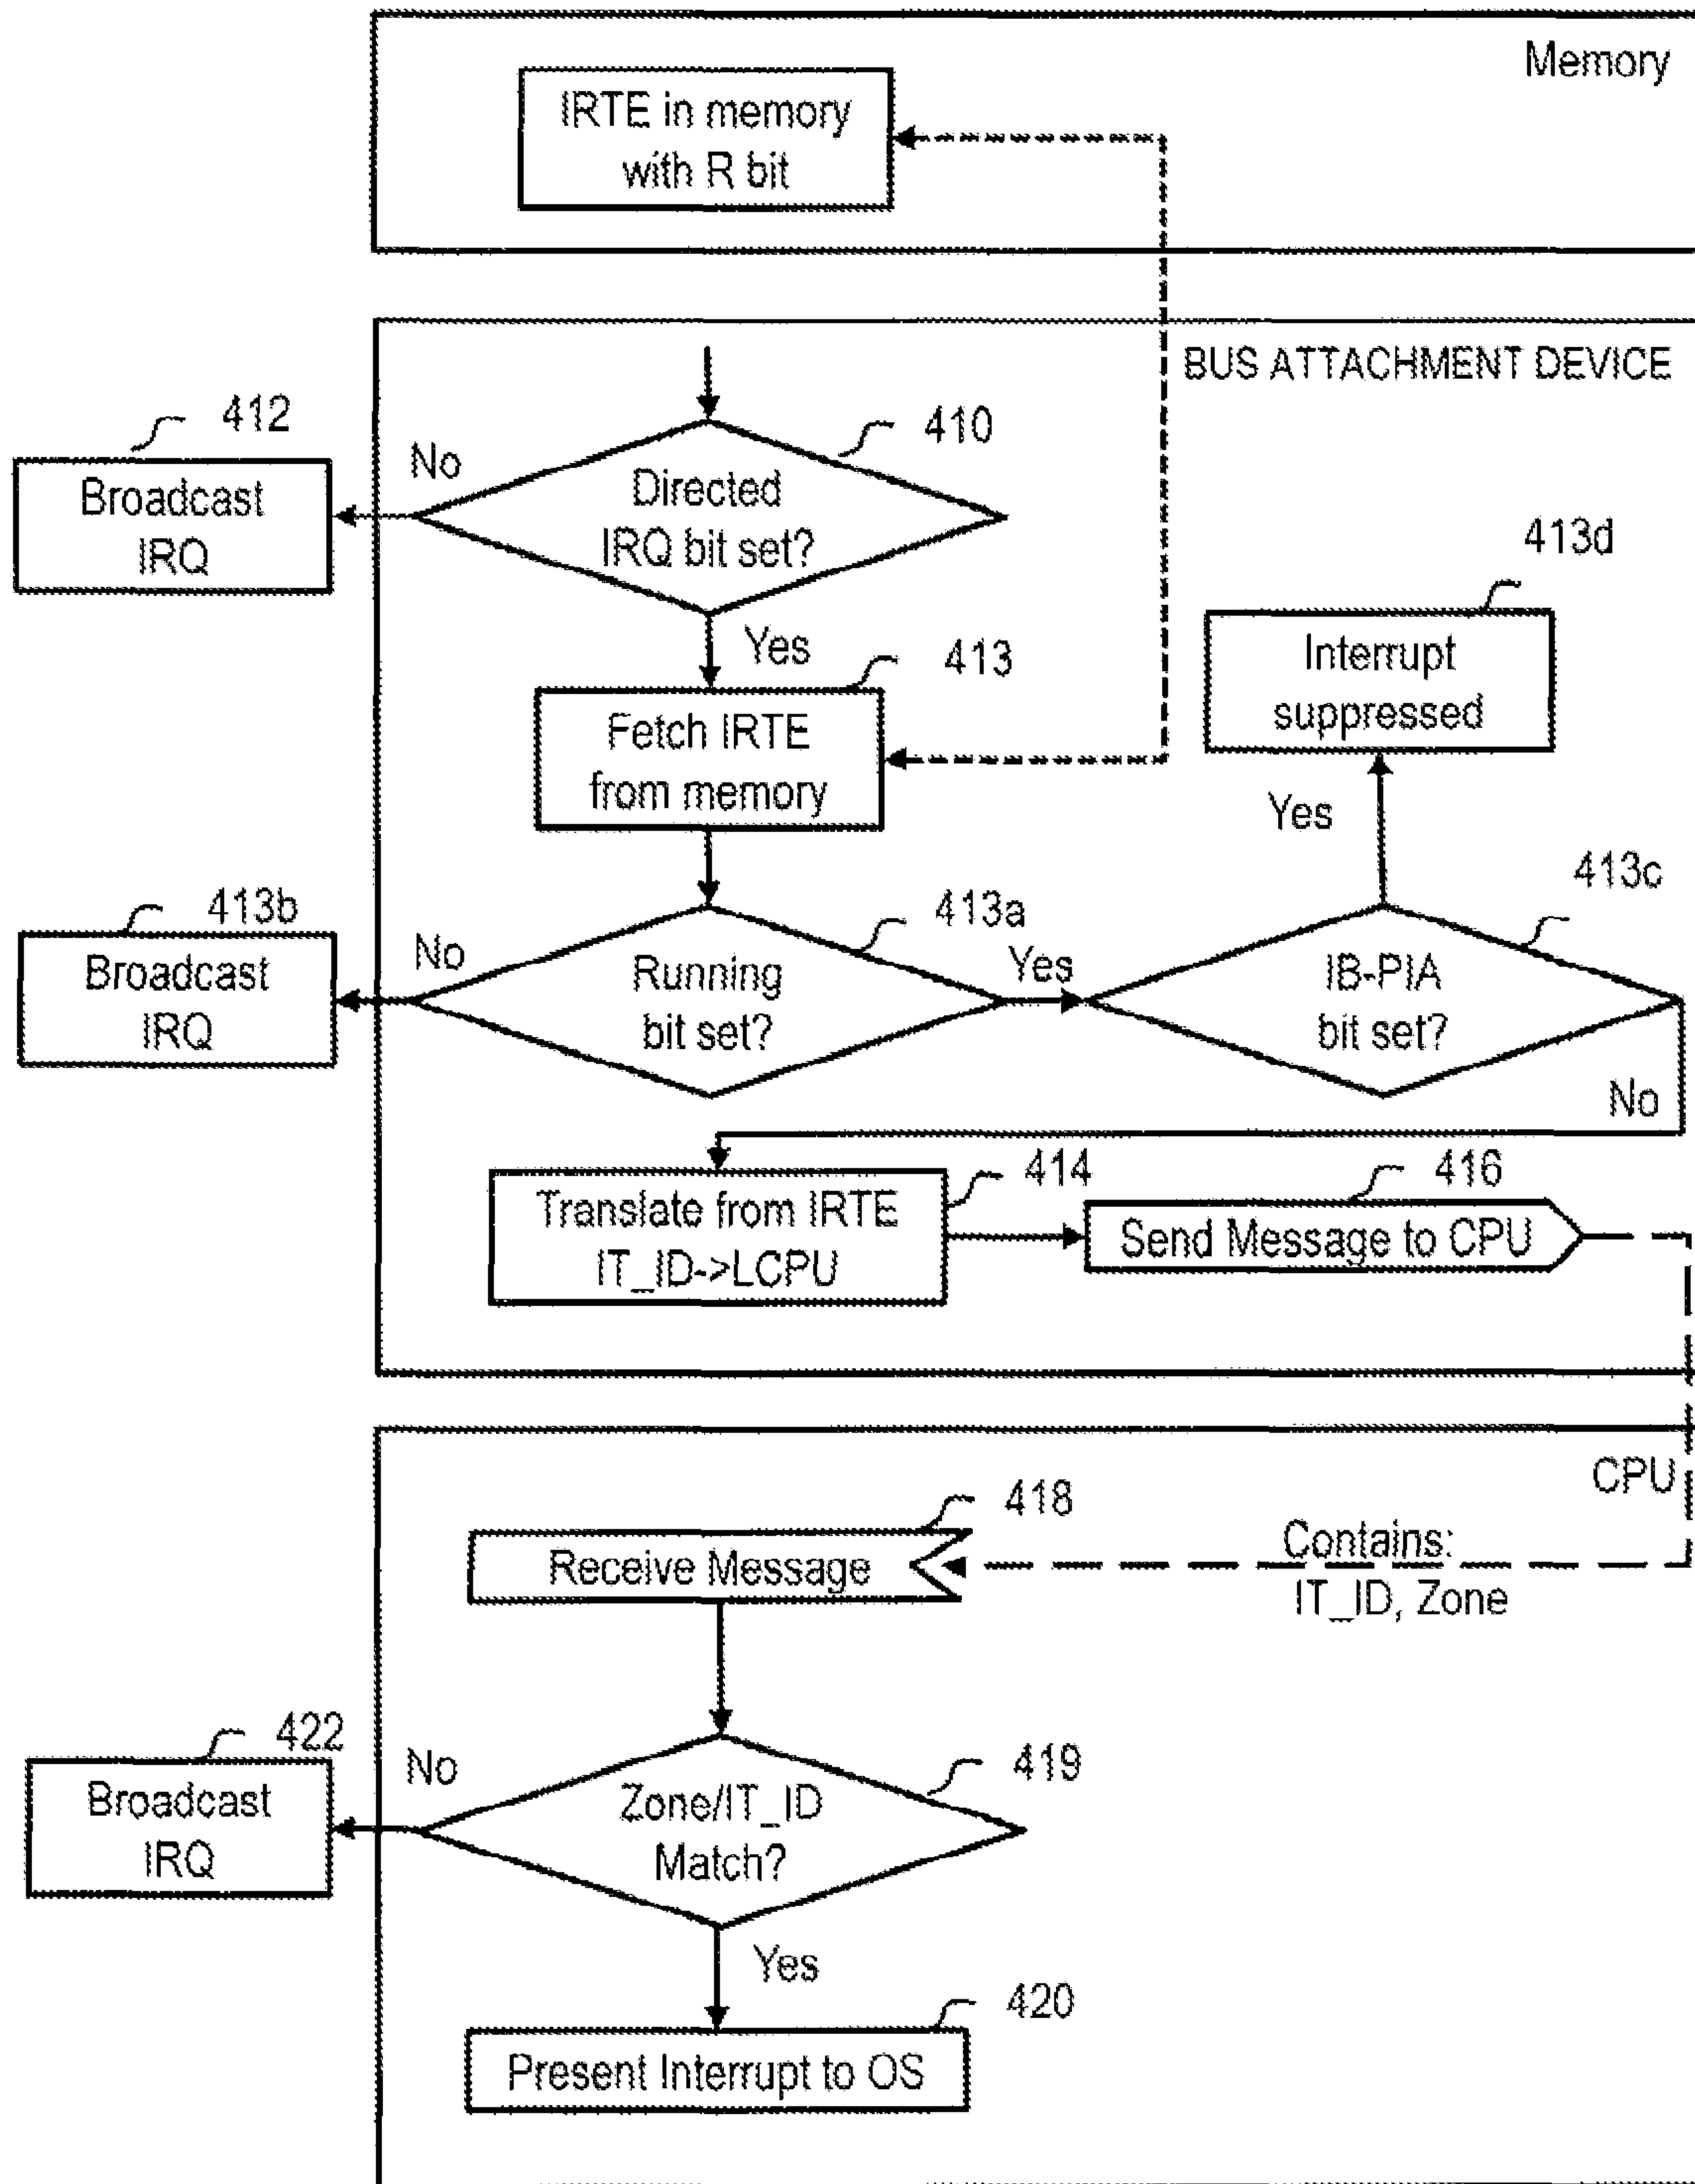 Memory
IRTE in memory
with R bit
BUS ATTACHMENT DEVICE
412
410
No
Broadcast
IRQ
Directed
IRQ bit set?
413d
Yes
413
Interrupt
suppressed
Fetch IRTE
from memory
Yes
413b
413a
413c
No
Yes
Broadcast
IRQ
Running
bit set?
IB-PIA
bit set?
No
414
416
Translate from IRTE
IT_ID->LCPU
Send Message to CPU
CPU
418
Receive Message
Contains:
IT_ID, Zone
422
No
419
Broadcast
IRQ
Zone/IT_ID
Match?
Yes
420
Present Interrupt to OS